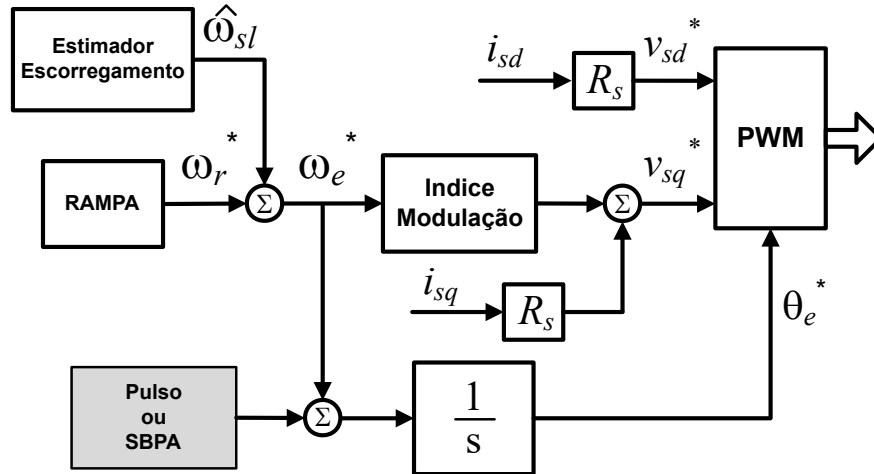 Estimador
Escorregamento
ω̂sl
isd
Rs
vsd*
PWM
RAMPA
ωr*
Σ
ωe*
Indice
Modulação
Σ
vsq*
isq
Rs
θe*
Pulso
ou
SBPA
Σ
1
s